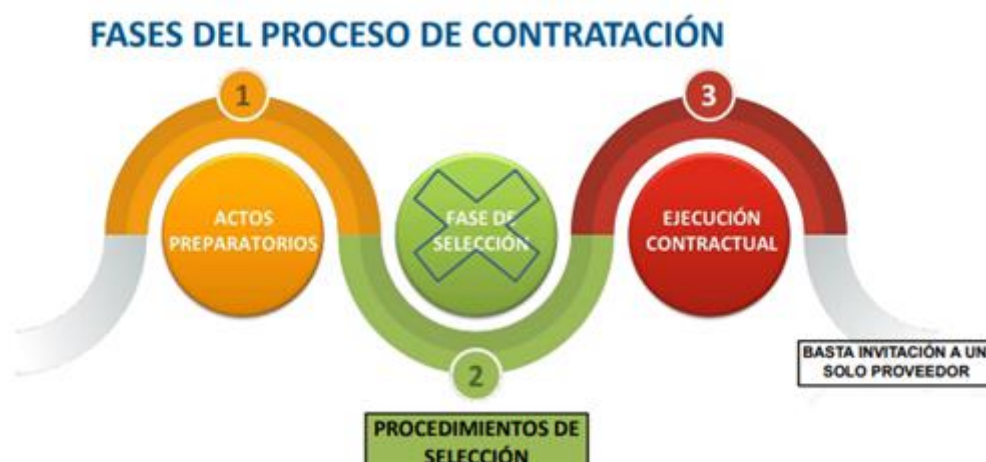 FASES DEL PROCESO DE CONTRATACIÓN
1
3
ACTOS
PREPARATORIOS
FASE DE
SELECCIÓN
EJECUCIÓN
CONTRACTUAL
BASTA INVITACIÓN A UN
SOLO PROVEEDOR
2
PROCEDIMIENTOS DE
SELECCIÓN